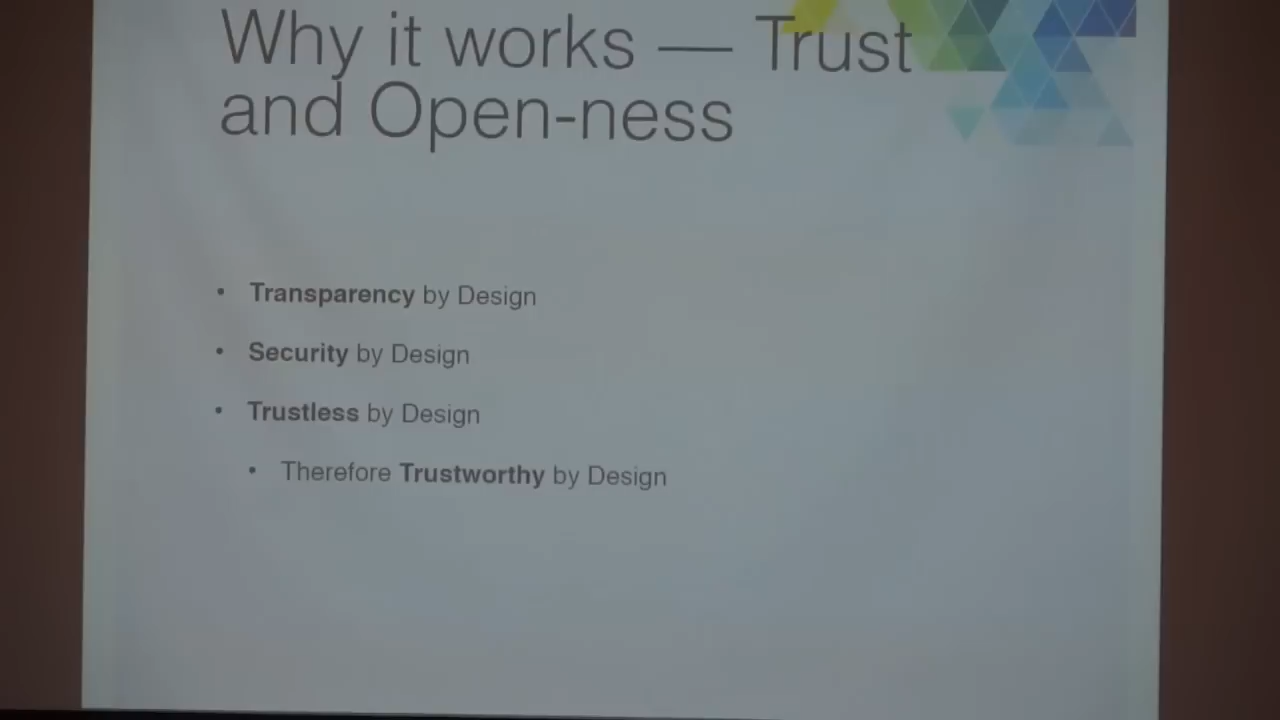 Why it works — Trust
and Open-ness
• Transparency by Design
• Security by Design
• Trustless by Design
• Therefore Trustworthy by Design